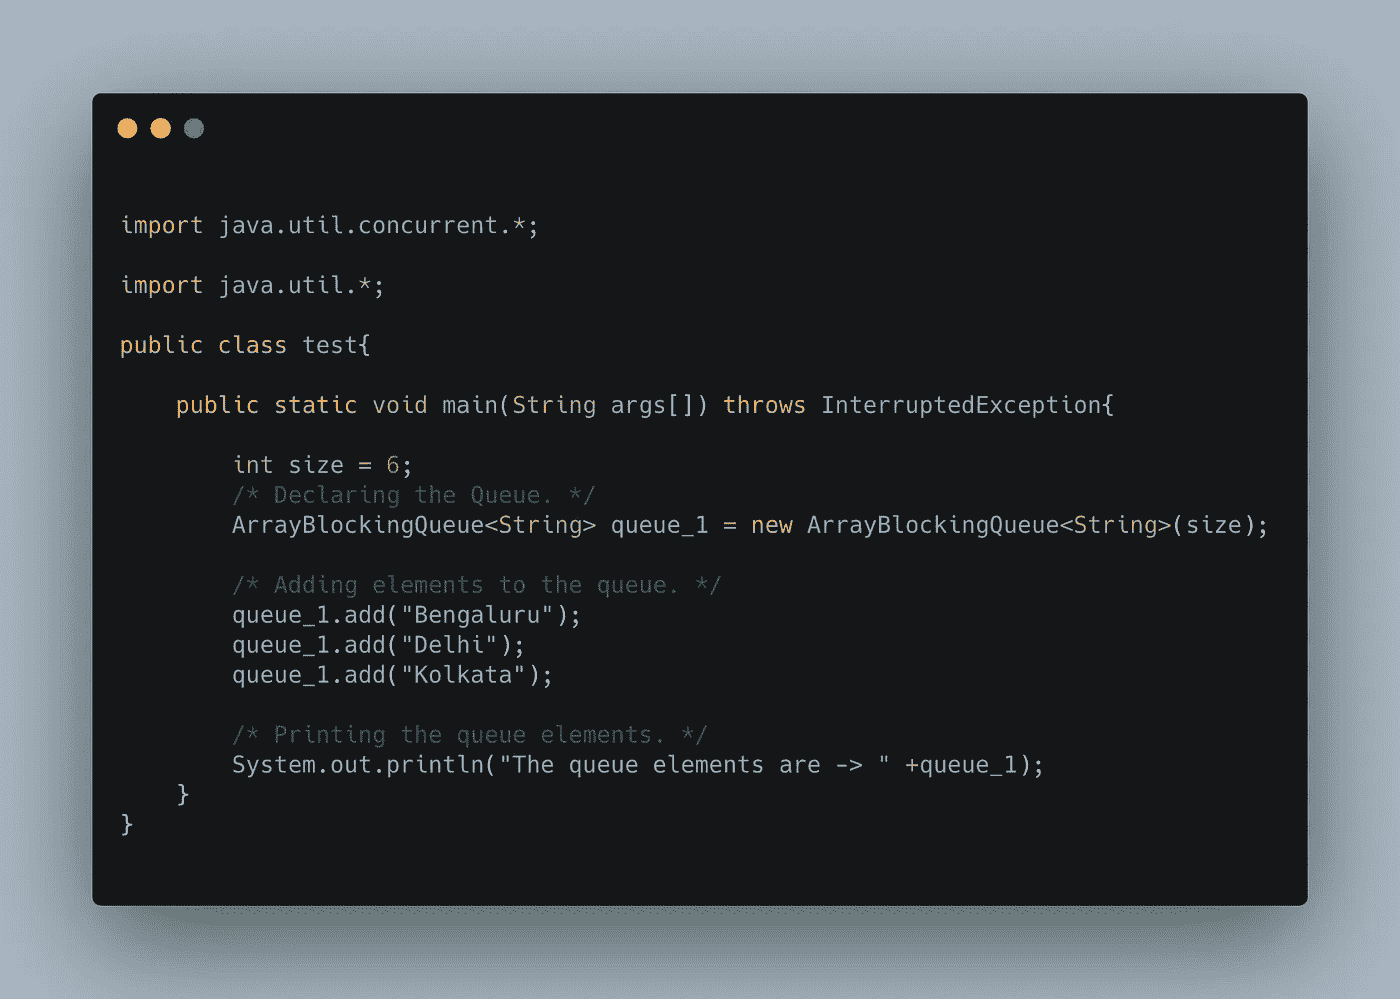 import java.util.concurrent.*;
import java.util.*;
public class test{
    public static void main(String args[]) throws InterruptedException{
        int size = 6;
        /* Declaring the Queue. */
        ArrayBlockingQueue<String> queue_1 = new ArrayBlockingQueue<String>(size);
        /* Adding elements to the queue. */
        queue_1.add("Bengaluru");
        queue_1.add("Delhi");
        queue_1.add("Kolkata");
        /* Printing the queue elements. */
        System.out.println("The queue elements are -> " +queue_1);
    }
}